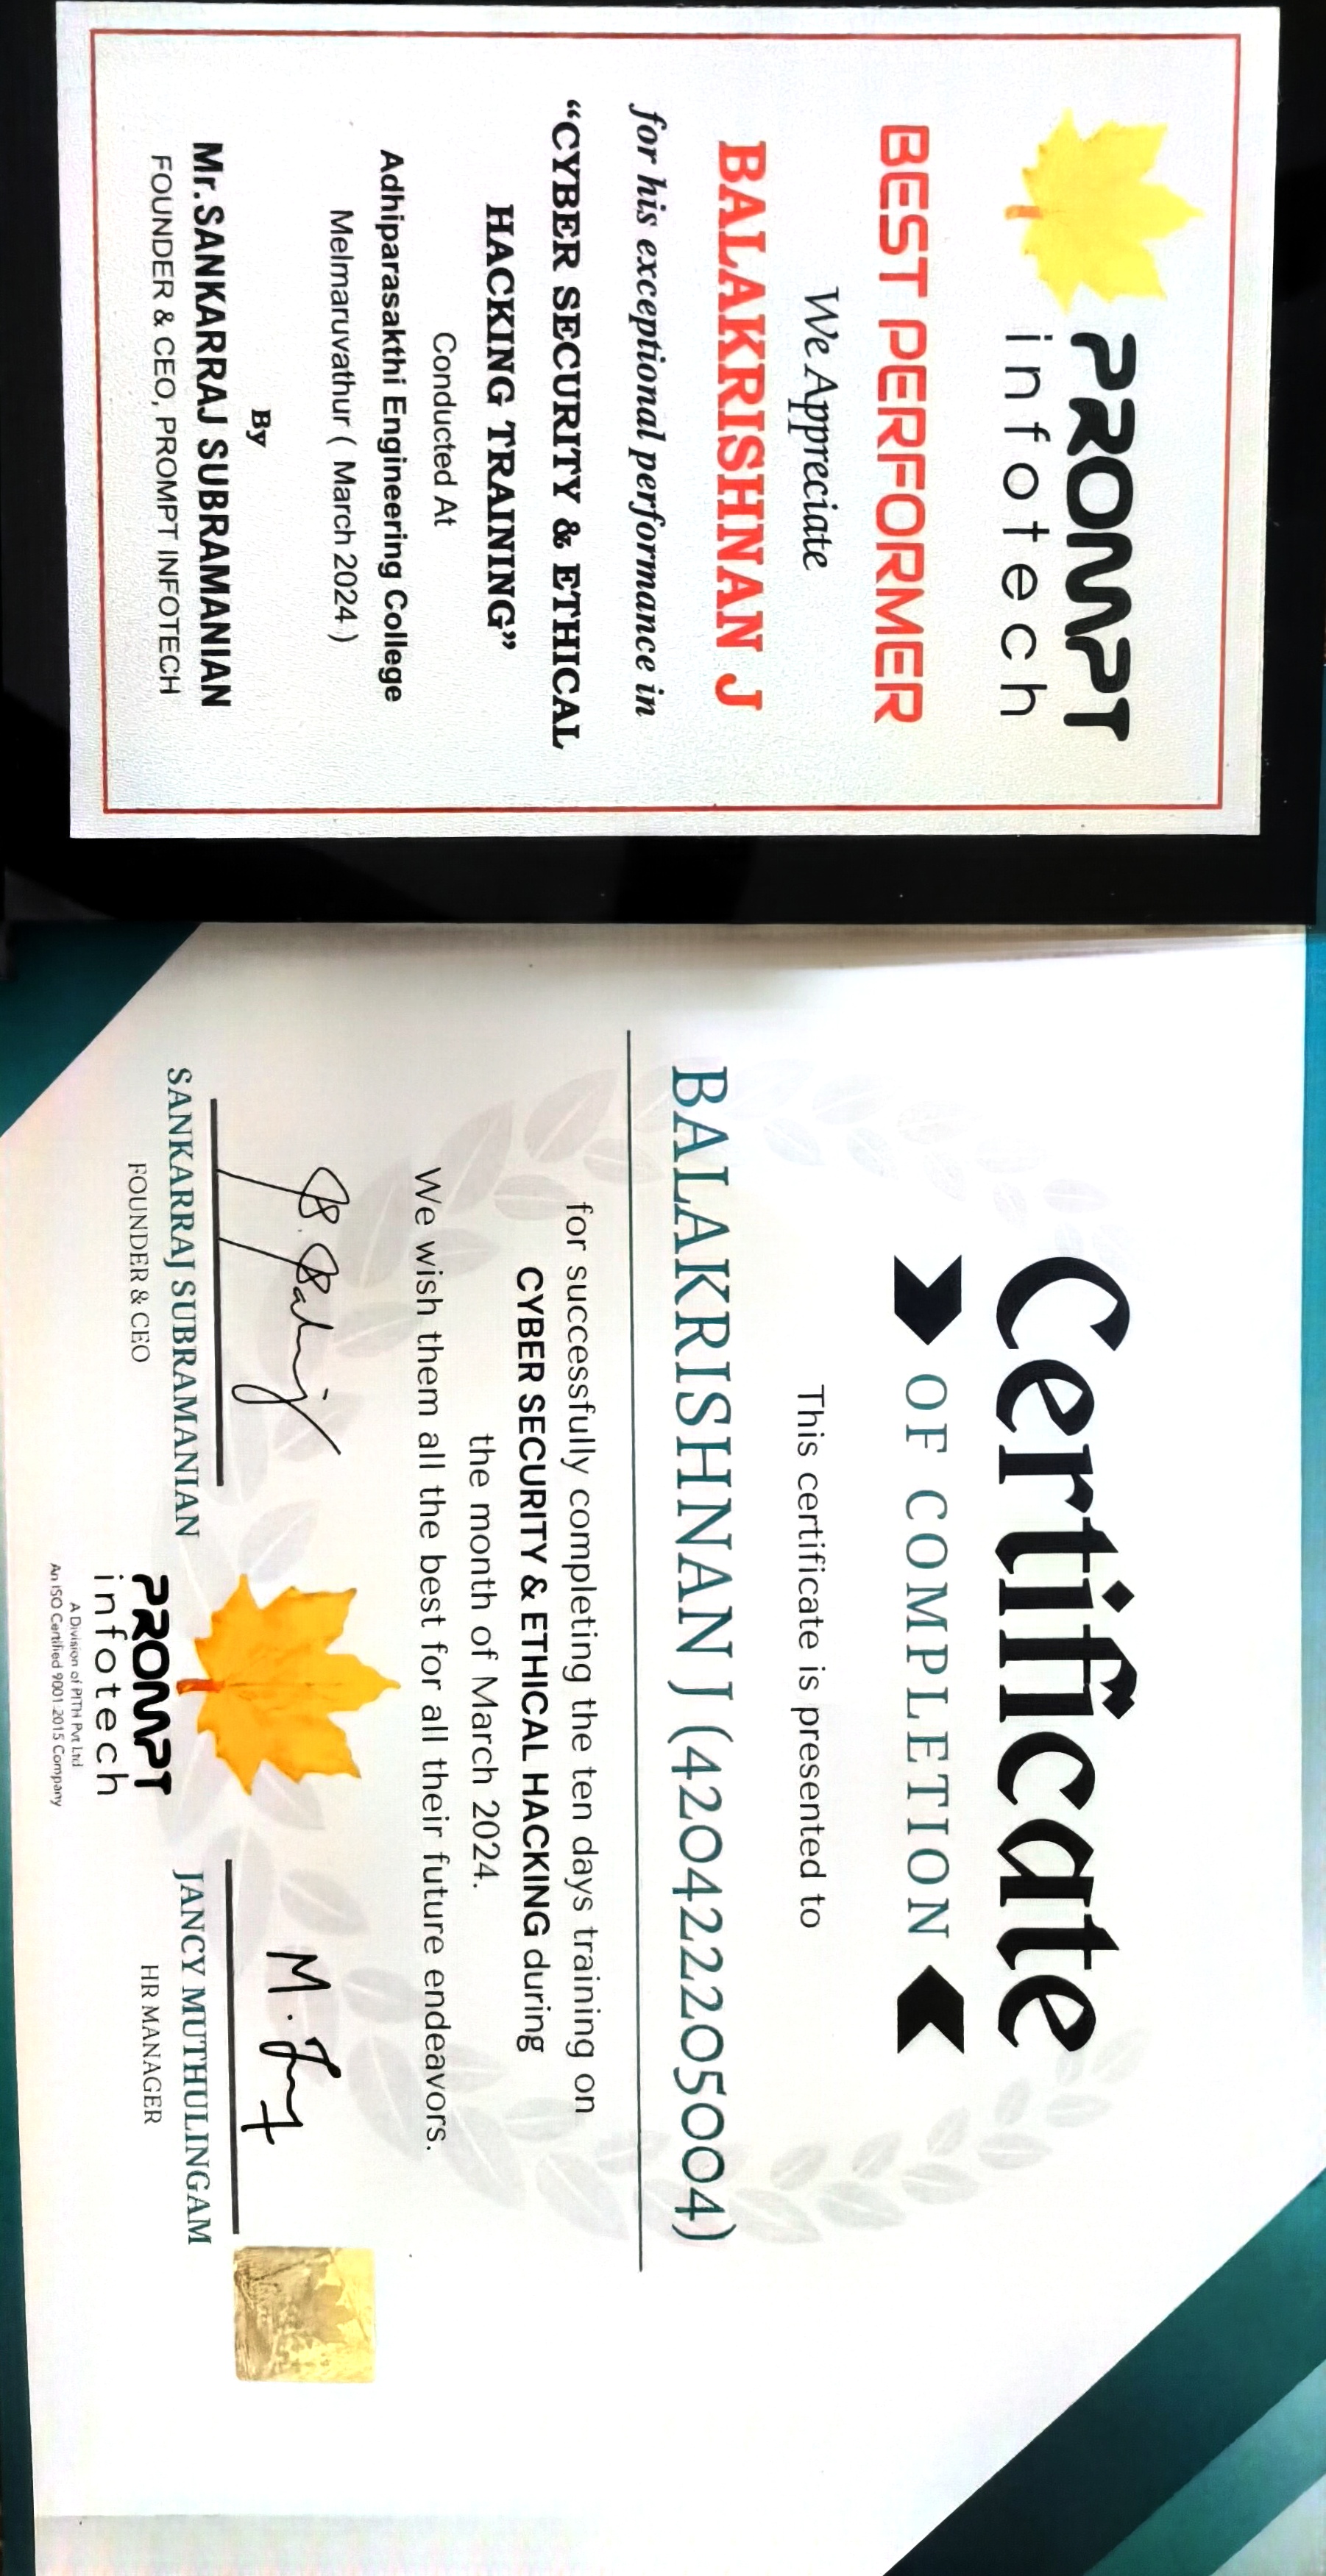 PROMPT
infotech
BEST PERFORMER
We Appreciate
BALAKRISHNAN J
for his exceptional performance in
“CYBER SECURITY & ETHICAL
HACKING TRAINING”
Conducted At
Adhiparasakthi Engineering College
Melmaruvathur ( March 2024 )
By
Mr.SANKARRAJ SUBRAMANIAN
FOUNDER & CEO, PROMPT INFOTECH
Certificate
OF COMPLETION
This certificate is presented to
BALAKRISHNAN J (420422205004)
for successfully completing the ten days training on
CYBER SECURITY & ETHICAL HACKING during
the month of March 2024.
We wish them all the best for all their future endeavors.
SANKARRAJ SUBRAMANIAN
FOUNDER & CEO
PROMPT
infotech
A Division of PITH Pvt Ltd
An ISO Certified 9001:2015 Company
M.
JANCY MUTHULINGAM
HR MANAGER